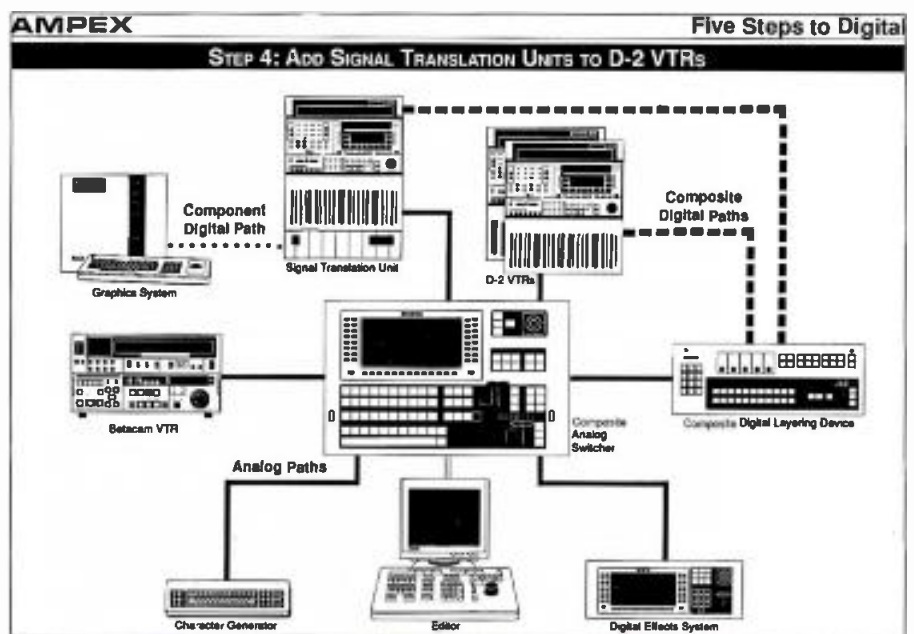 AMPEX
Five Steps to Digital
STEP 4: ADD SIGNAL TRANSLATION UNITS TO D-2 VTRs
Component
Digital Path
Signal Translation Unit
D-2 VTRs
Composite
Digital Paths
Graphics System
Betacam VTR
Composite
Analog
Switcher
Composite Digital Layering Device
Analog Paths
Character Generator
Editor
Digital Effects System